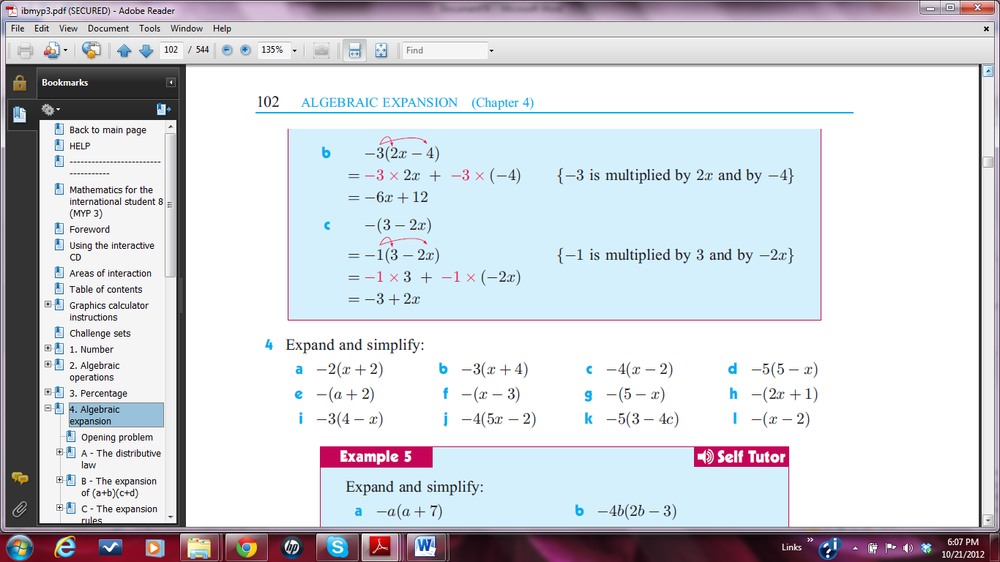 ibmyp3.pdf (SECURED) - Adobe Reader
File Edit View Document Tools Window Help
102 / 544 135% Find
Bookmarks
Back to main page
HELP
--------------------------
-----------
Mathematics for the
international student 8
(MYP 3)
Foreword
Using the interactive
CD
Areas of interaction
Table of contents
Graphics calculator
instructions
Challenge sets
1. Number
2. Algebraic
operations
3. Percentage
4. Algebraic
expansion
Opening problem
A - The distributive
law
B - The expansion
of (a+b)(c+d)
C - The expansion
rules
102 ALGEBRAIC EXPANSION (Chapter 4)
b −3(2x − 4)
= −3 × 2x + −3 × (−4) {−3 is multiplied by 2x and by −4}
= −6x + 12
c −(3 − 2x)
= −1(3 − 2x) {−1 is multiplied by 3 and by −2x}
= −1 × 3 + −1 × (−2x)
= −3 + 2x
4 Expand and simplify:
a −2(x + 2) b −3(x + 4) c −4(x − 2) d −5(5 − x)
e −(a + 2) f −(x − 3) g −(5 − x) h −(2x + 1)
i −3(4 − x) j −4(5x − 2) k −5(3 − 4c) l −(x − 2)
Example 5 Self Tutor
Expand and simplify:
a −a(a + 7) b −4b(2b − 3)
Links » 6:07 PM
10/21/2012